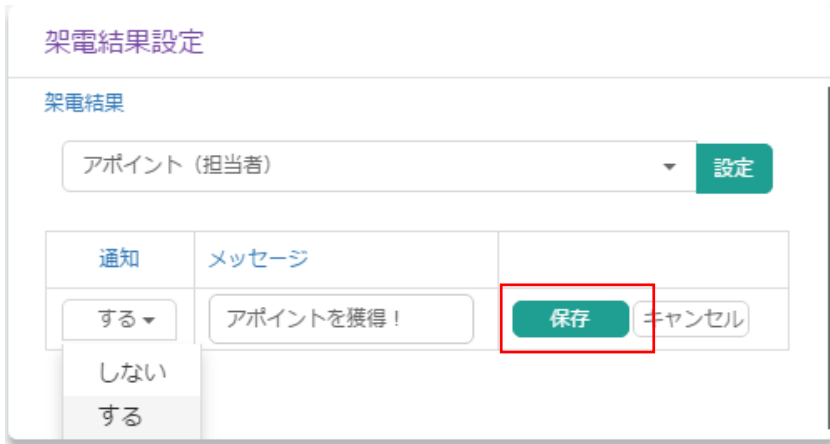 架電結果設定
架電結果
アポイント（担当者） 設定
通知 メッセージ
する アポイントを獲得！ 保存 キャンセル
しない
する